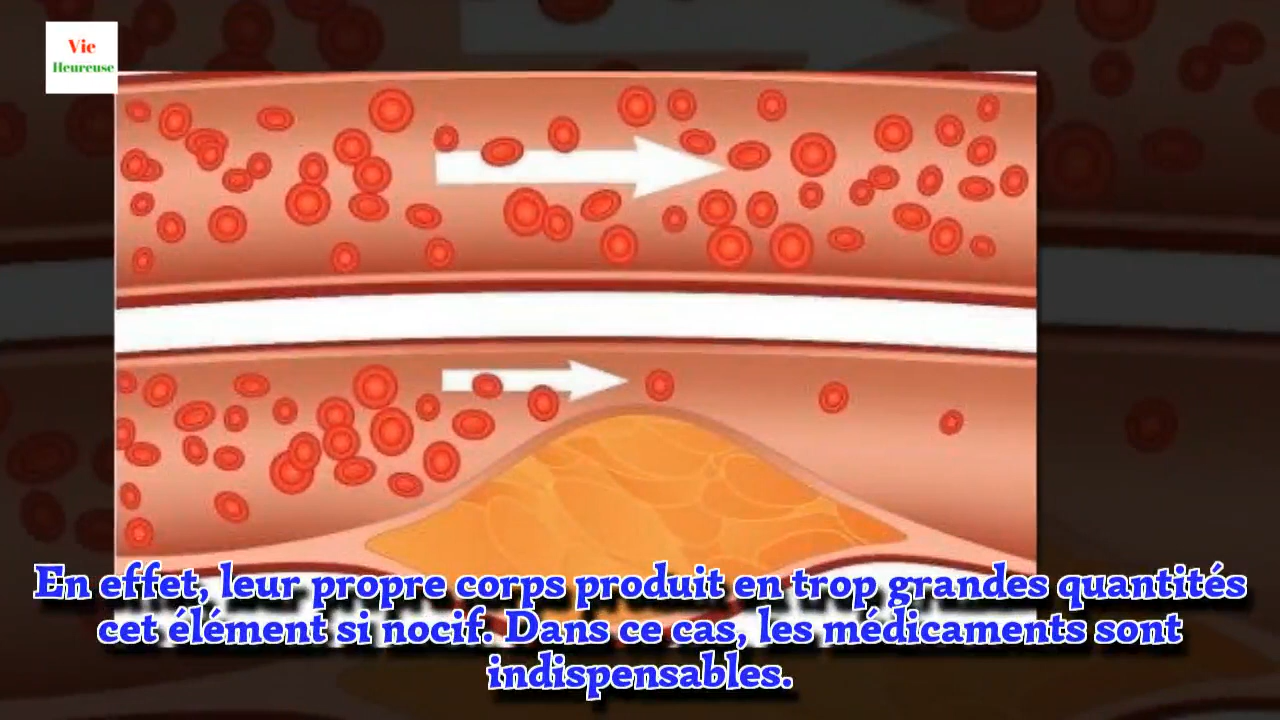 Vie
Heureuse
En effet, leur propre corps produit en trop grandes quantités
cet élément si nocif. Dans ce cas, les médicaments sont
indispensables.